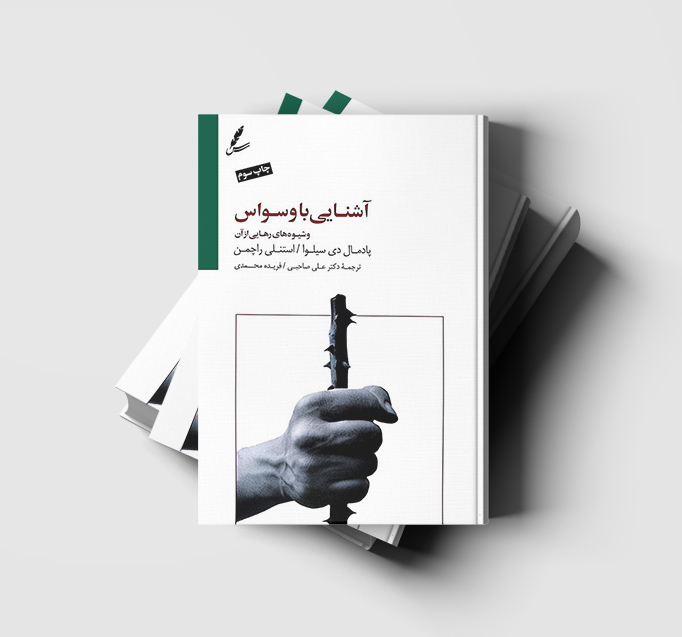 چاپ سوم
آشنایی با وسواس
و شیوه‌های رهایی از آن
پادمال دی سیلوا / استنلی راچمن
ترجمهٔ دکتر علی صاحبی / فریده محمدی